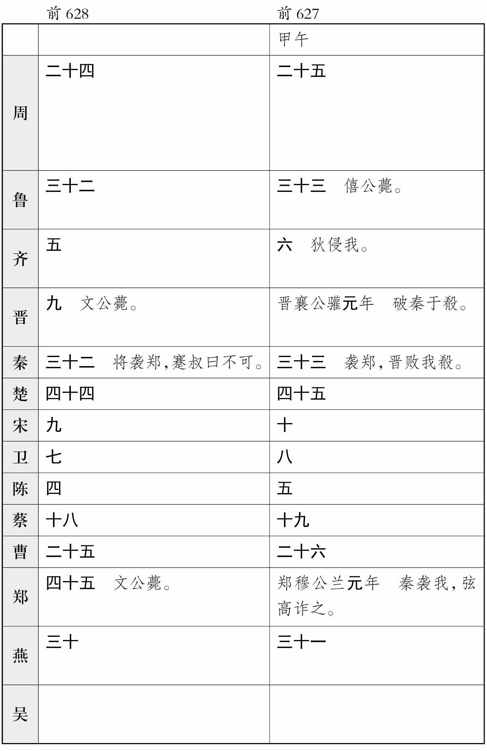 前 628 前 627
甲午
周 二十四 二十五
鲁 三十二 三十三 僖公薨。
齐 五 六 狄侵我。
晋 九 文公薨。 晋襄公驩元年 破秦于殽。
秦 三十二 将袭郑，蹇叔曰不可。 三十三 袭郑，晋败我殽。
楚 四十四 四十五
宋 九 十
卫 七 八
陈 四 五
蔡 十八 十九
曹 二十五 二十六
郑 四十五 文公薨。 郑穆公兰元年 秦袭我，弦
高诈之。
燕 三十 三十一
吴